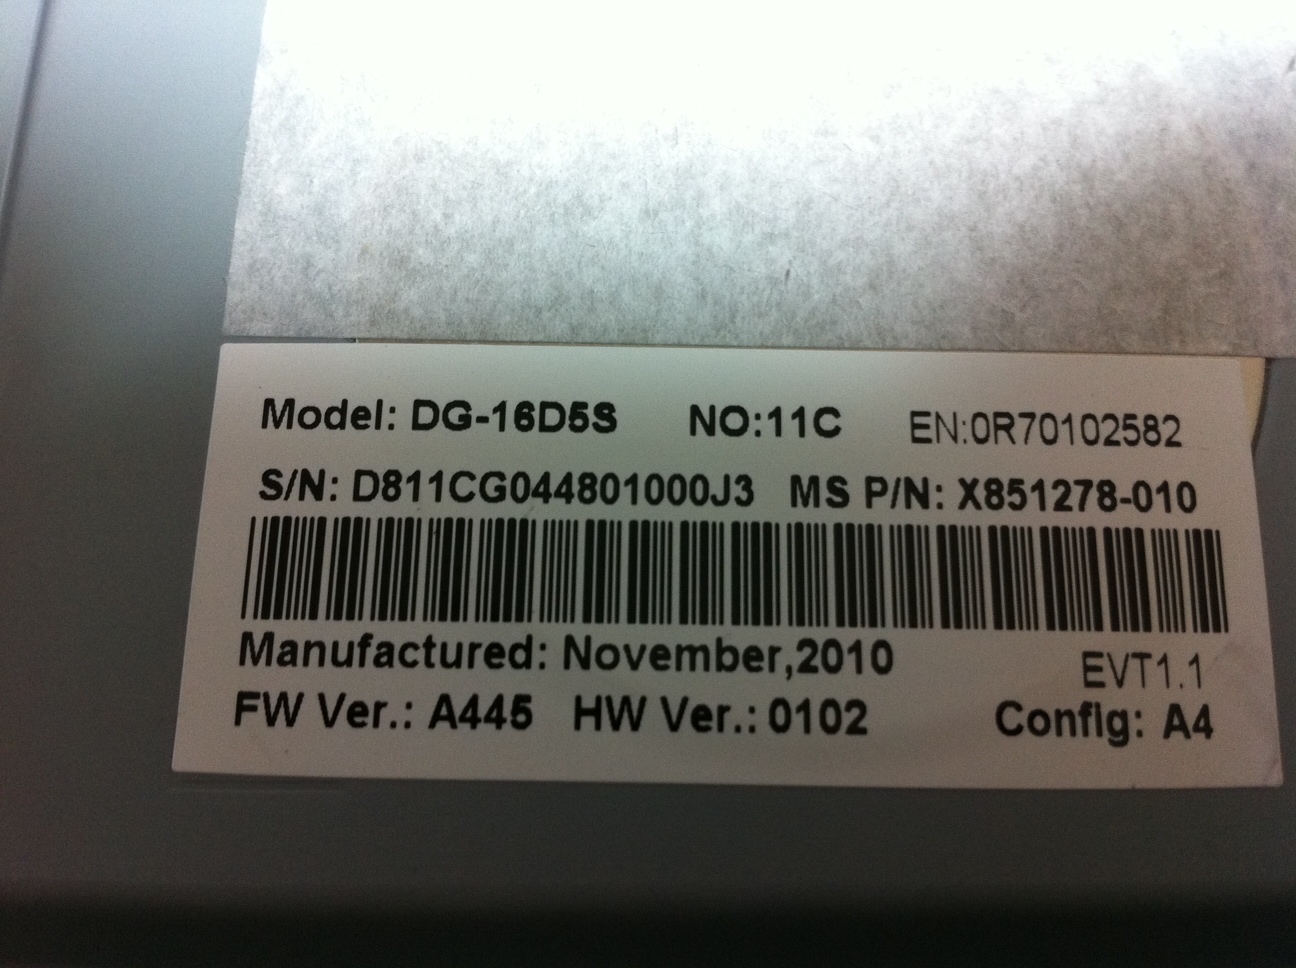 Model: DG-16D5S NO:11C EN:0R70102582
S/N: D811CG044801000J3 MS P/N: X851278-010
Manufactured: November,2010 EVT1.1
FW Ver.: A445 HW Ver.: 0102 Config: A4